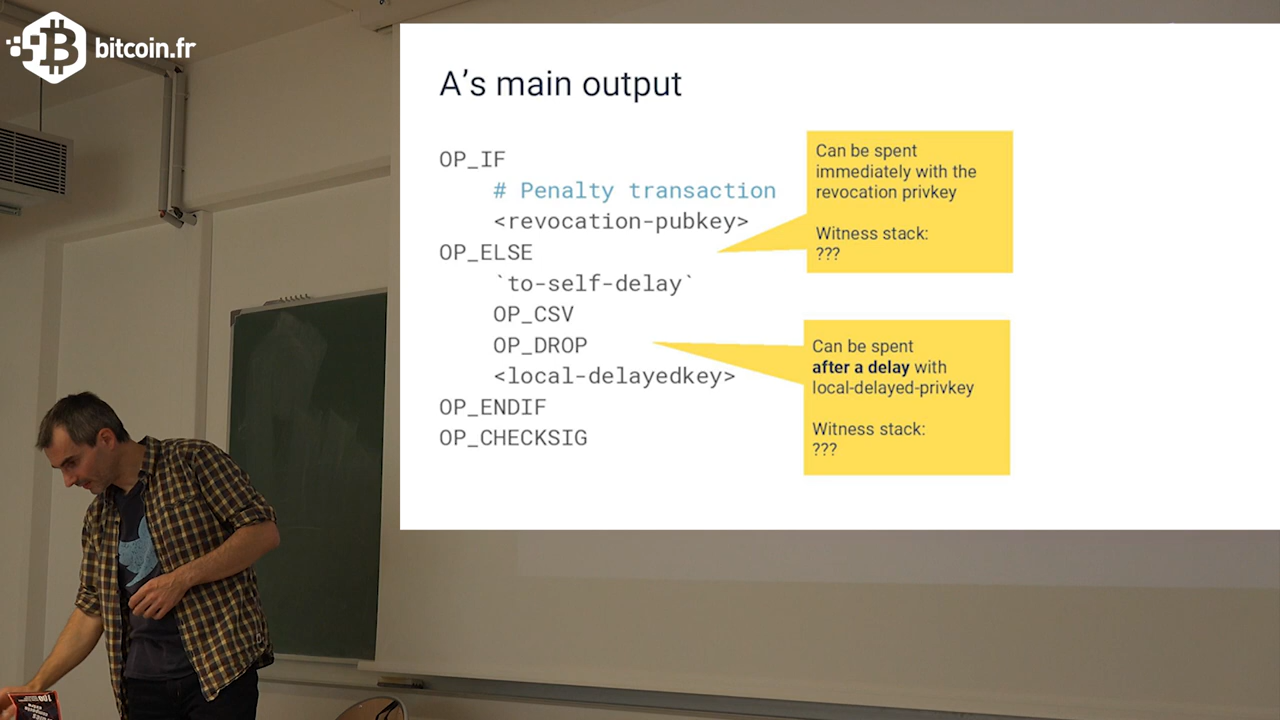 bitcoin.fr
A's main output
OP_IF
# Penalty transaction
<revocation-pubkey>
OP_ELSE
`to-self-delay`
OP_CSV
OP_DROP
<local-delayedkey>
OP_ENDIF
OP_CHECKSIG
Can be spent
immediately with the
revocation privkey
Witness stack:
???
Can be spent
after a delay with
local-delayed-privkey
Witness stack:
???